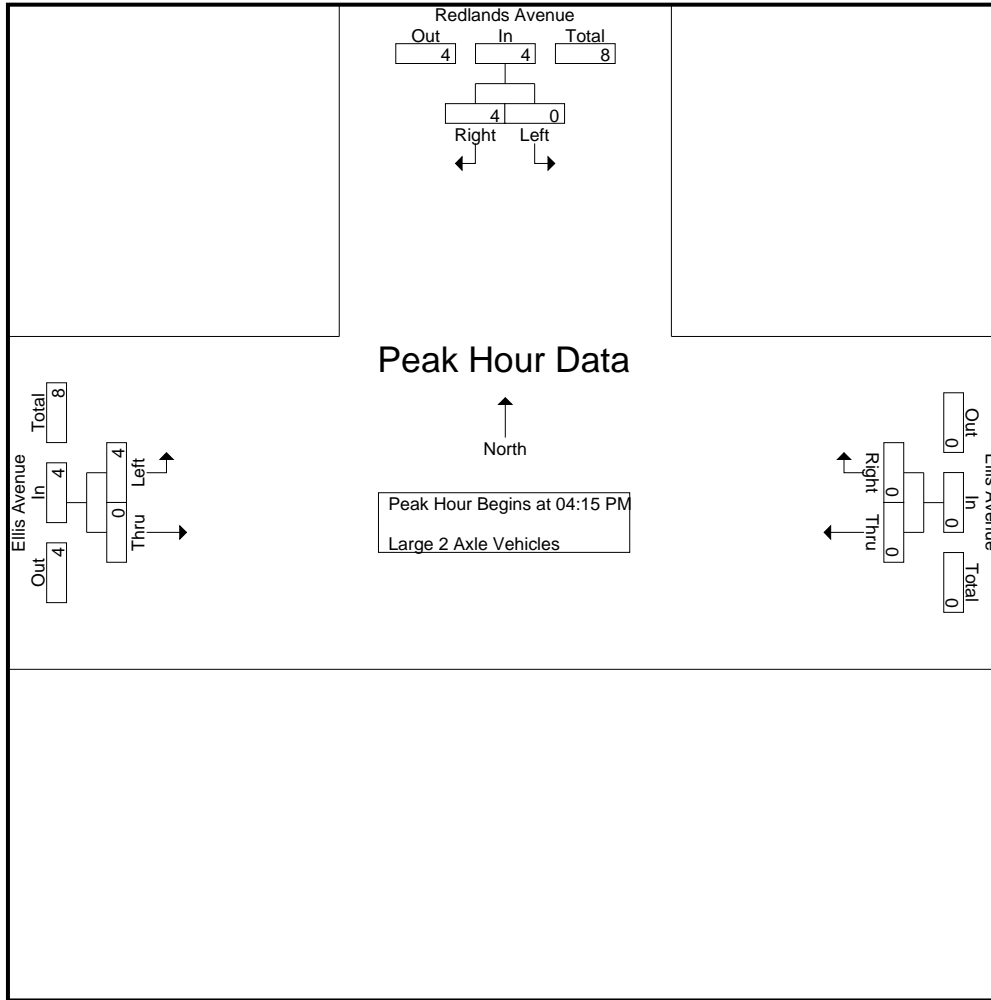 Redlands Avenue
Out In Total
4 4 8
4 0
Right Left
Peak Hour Data
North
Peak Hour Begins at 04:15 PM
Large 2 Axle Vehicles
Ellis Avenue
Total In Out
8 4 4
4 0
Left Thru
Ellis Avenue
Out In Total
0 0 0
0 0
Right Thru